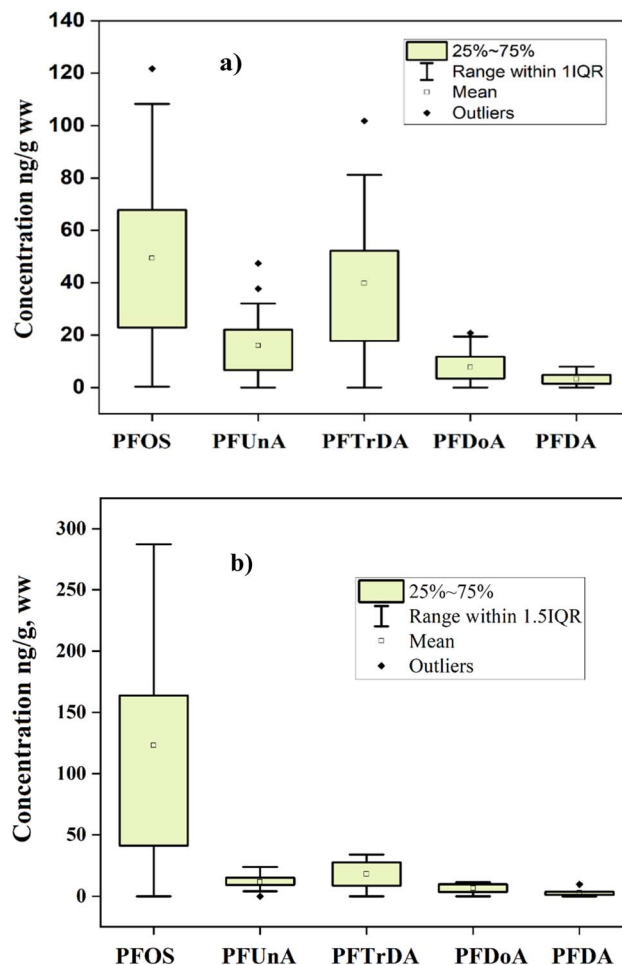 140
120
100
80
60
40
20
0
Concentration ng/g ww
a)
25%~75%
Range within 1IQR
Mean
Outliers
PFOS PFUnA PFTrDA PFDoA PFDA
300
250
200
150
100
50
0
Concentration ng/g, ww
b)
25%~75%
Range within 1.5IQR
Mean
Outliers
PFOS PFUnA PFTrDA PFDoA PFDA